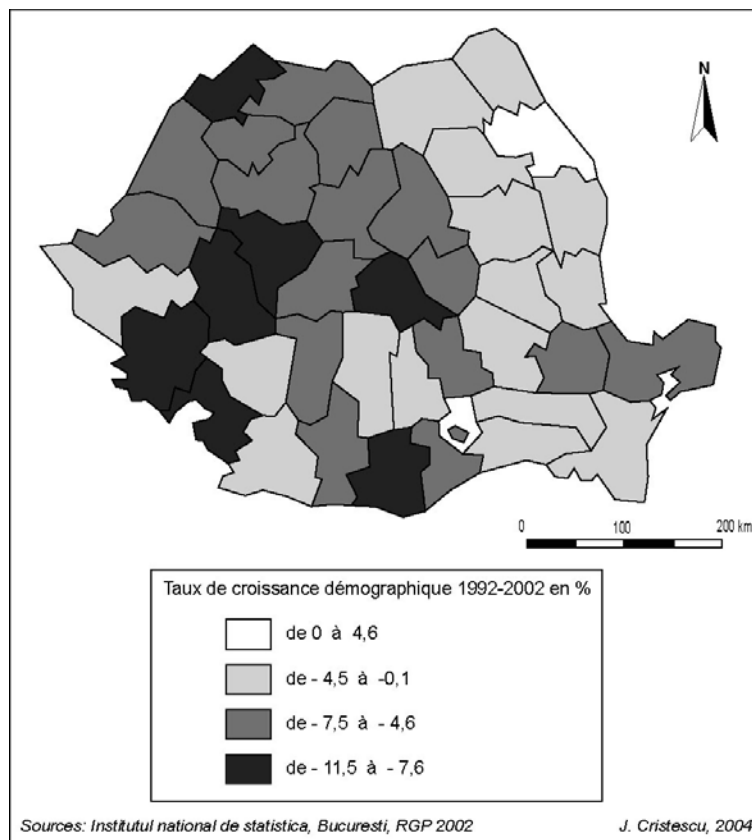 N
0 100 200 km
Taux de croissance démographique 1992-2002 en %
de 0 à 4,6
de - 4,5 à -0,1
de - 7,5 à - 4,6
de - 11,5 à - 7,6
Sources: Institutul national de statistica, Bucuresti, RGP 2002 J. Cristescu, 2004